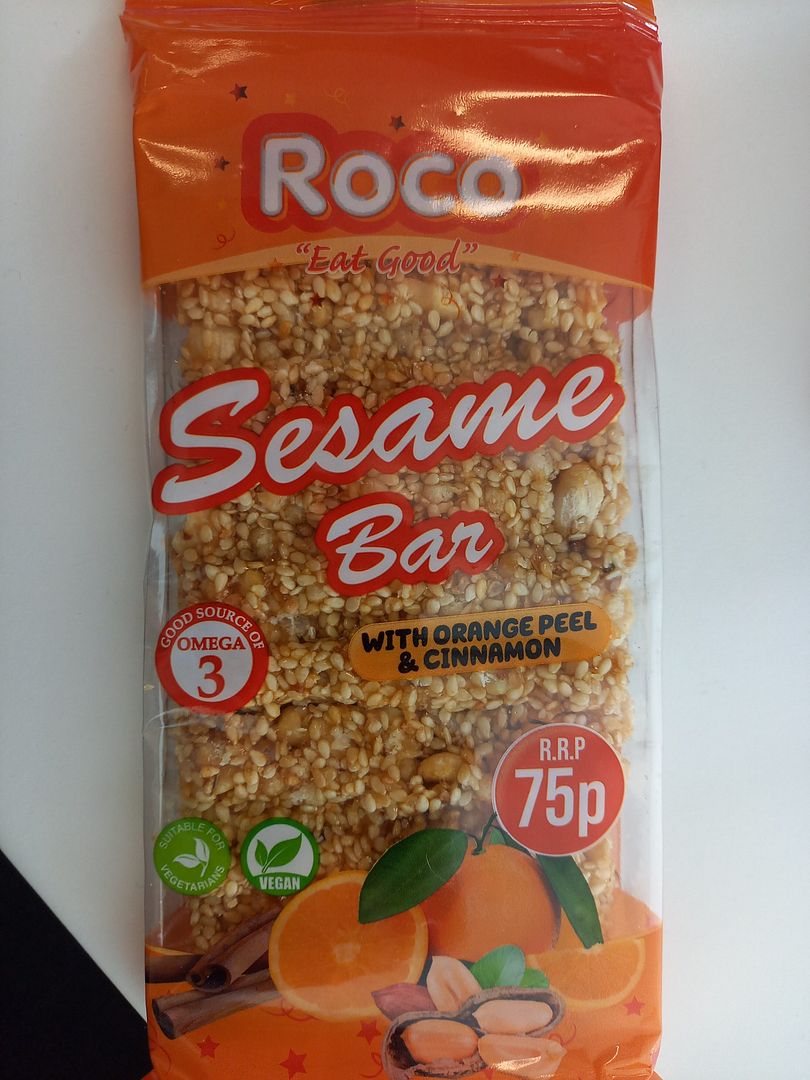 Roco
"Eat Good"
Sesame
Bar
WITH ORANGE PEEL
& CINNAMON
GOOD SOURCE OF
OMEGA
3
R.R.P
75p
SUITABLE FOR
VEGETARIANS
VEGAN